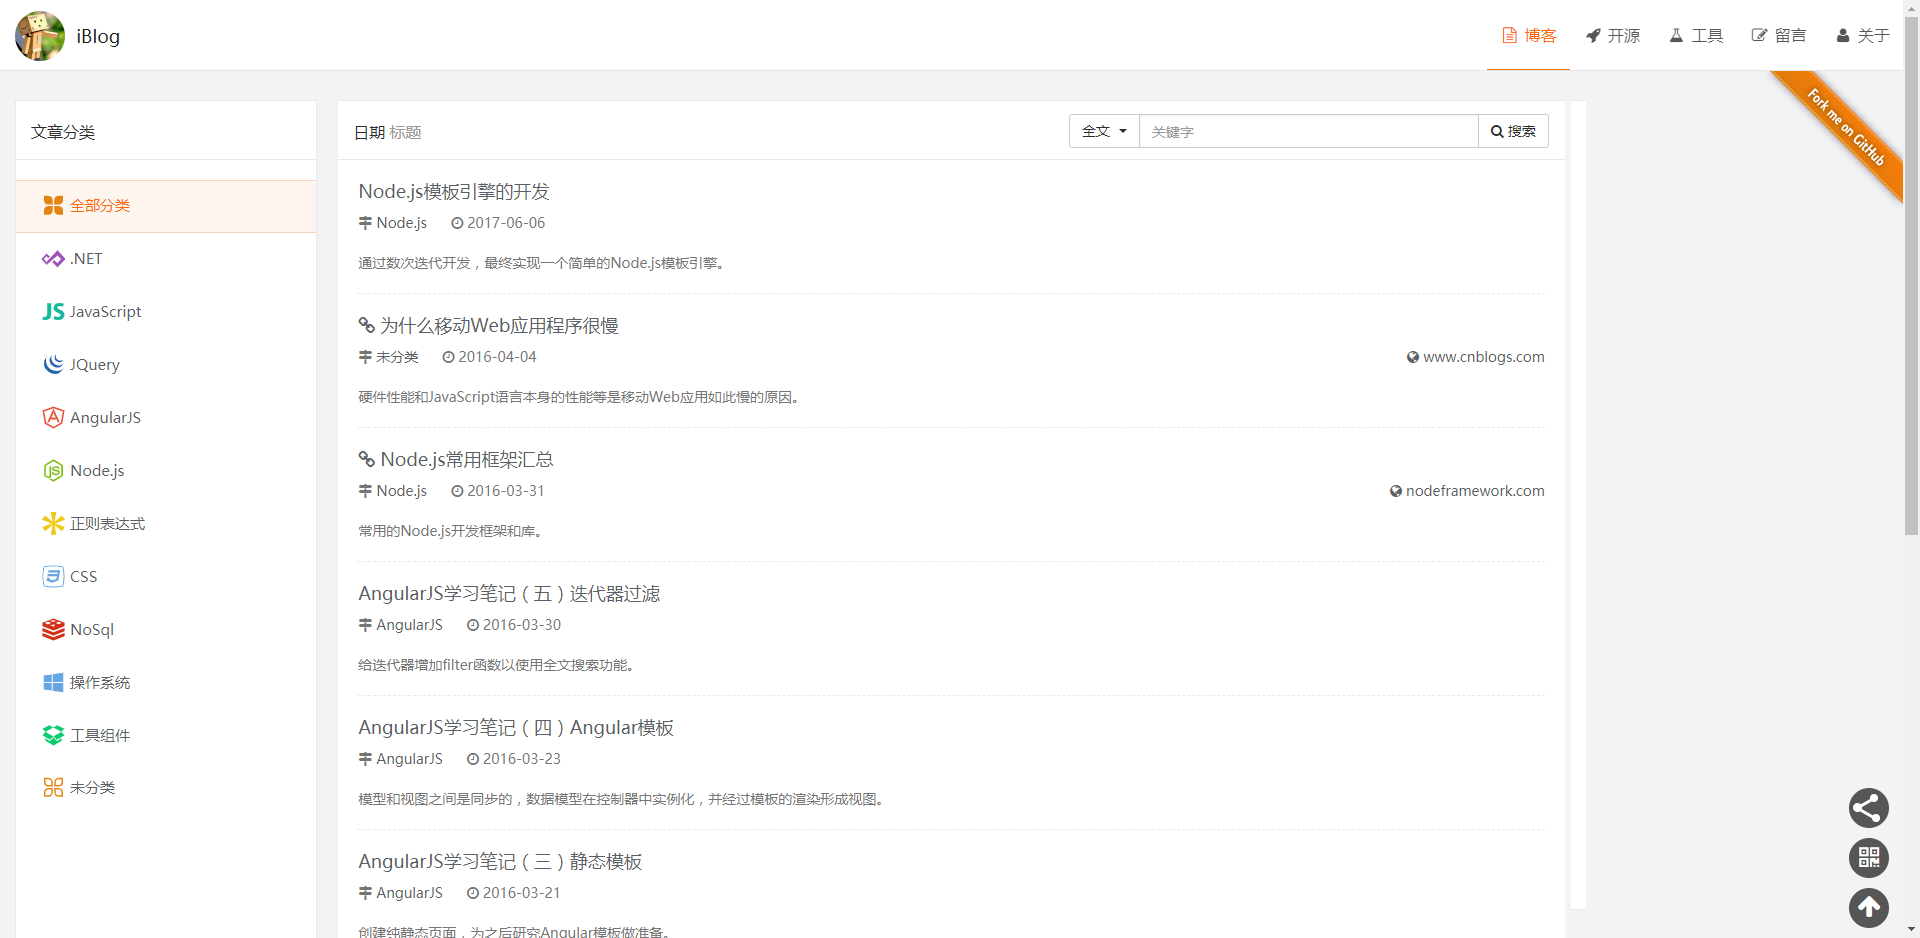 iBlog
博客 开源 工具 留言 关于
Fork me on GitHub
文章分类
全部分类
.NET
JavaScript
JQuery
AngularJS
Node.js
正则表达式
CSS
NoSql
操作系统
工具组件
未分类
日期 标题
全文 关键字 搜索
Node.js模板引擎的开发
Node.js 2017-06-06
通过数次迭代开发，最终实现一个简单的Node.js模板引擎。
为什么移动Web应用程序很慢
未分类 2016-04-04 www.cnblogs.com
硬件性能和JavaScript语言本身的性能等是移动Web应用如此慢的原因。
Node.js常用框架汇总
Node.js 2016-03-31 nodeframework.com
常用的Node.js开发框架和库。
AngularJS学习笔记（五）迭代器过滤
AngularJS 2016-03-30
给迭代器增加filter函数以使用全文搜索功能。
AngularJS学习笔记（四）Angular模板
AngularJS 2016-03-23
模型和视图之间是同步的，数据模型在控制器中实例化，并经过模板的渲染形成视图。
AngularJS学习笔记（三）静态模板
AngularJS 2016-03-21
创建纯静态页面，为之后研究Angular模板做准备。